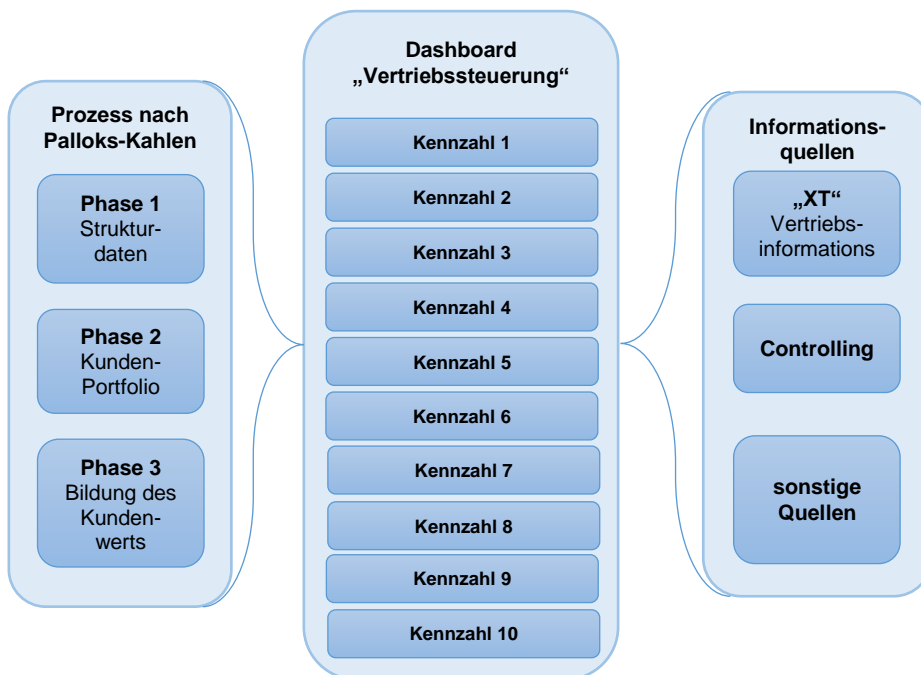 Prozess nach
Palloks-Kahlen
Phase 1
Struktur-
daten
Phase 2
Kunden-
Portfolio
Phase 3
Bildung des
Kunden-
werts
Dashboard
„Vertriebssteuerung“
Kennzahl 1
Kennzahl 2
Kennzahl 3
Kennzahl 4
Kennzahl 5
Kennzahl 6
Kennzahl 7
Kennzahl 8
Kennzahl 9
Kennzahl 10
Informations-
quellen
„XT“
Vertriebs-
informations
Controlling
sonstige
Quellen